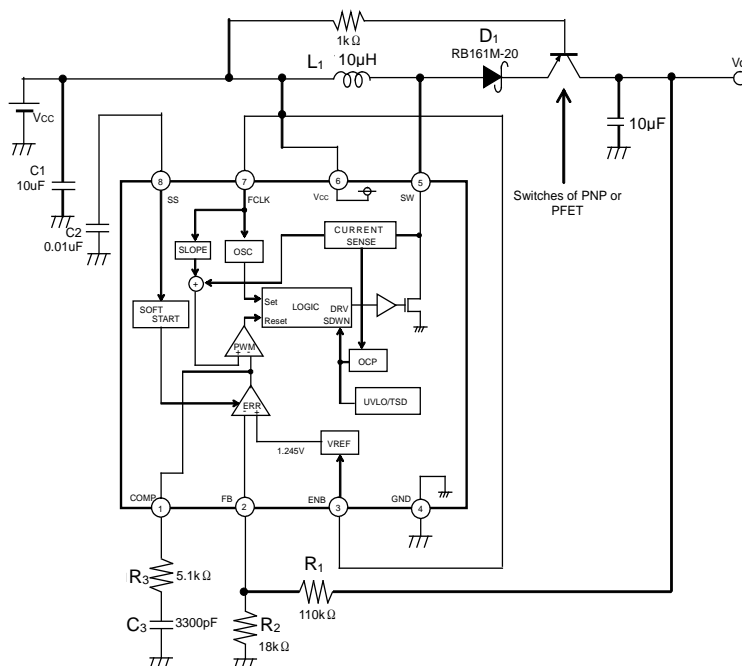 1kΩ
D1
RB161M-20
L1 10µH
VCC
10µF
C1
10uF
C2
0.01uF
Switches of PNP or
PFET
8
7
6
5
SS
FCLK
VCC
SW
SLOPE
OSC
CURRENT
SENSE
+
Set
LOGIC
DRV
Reset
SDWN
SOFT
START
PWM
+ -
OCP
ERR
- +
UVLO/TSD
1.245V
VREF
COMP
FB
ENB
GND
1
2
3
4
R3
5.1kΩ
C3
3300pF
R1
110kΩ
R2
18kΩ